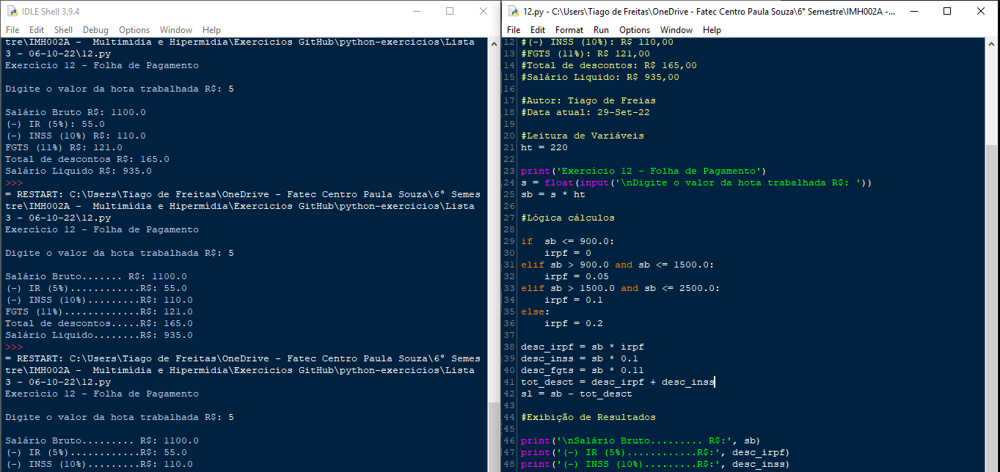 IDLE Shell 3.9.4
File Edit Shell Debug Options Window Help
tre\IMH002A -  Multimídia e Hipermídia\Exercicios GitHub\python-exercicios\Lista
3 - 06-10-22\12.py
Exercício 12 - Folha de Pagamento
Digite o valor da hota trabalhada R$: 5
Salário Bruto R$: 1100.0
(-) IR (5%): 55.0
(-) INSS (10%) R$: 110.0
FGTS (11%) R$: 121.0
Total de descontos R$: 165.0
Salário Liquido R$: 935.0
>>>
= RESTART: C:\Users\Tiago de Freitas\OneDrive - Fatec Centro Paula Souza\6° Semes
tre\IMH002A -  Multimídia e Hipermídia\Exercicios GitHub\python-exercicios\Lista
3 - 06-10-22\12.py
Exercício 12 - Folha de Pagamento
Digite o valor da hota trabalhada R$: 5
Salário Bruto....... R$: 1100.0
(-) IR (5%)............R$: 55.0
(-) INSS (10%).........R$: 110.0
FGTS (11%).............R$: 121.0
Total de descontos.....R$: 165.0
Salário Liquido........R$: 935.0
>>>
= RESTART: C:\Users\Tiago de Freitas\OneDrive - Fatec Centro Paula Souza\6° Semes
tre\IMH002A -  Multimídia e Hipermídia\Exercicios GitHub\python-exercicios\Lista
3 - 06-10-22\12.py
Exercício 12 - Folha de Pagamento
Digite o valor da hota trabalhada R$: 5
Salário Bruto......... R$: 1100.0
(-) IR (5%)............R$: 55.0
(-) INSS (10%).........R$: 110.0
12.py - C:\Users\Tiago de Freitas\OneDrive - Fatec Centro Paula Souza\6° Semestre\IMH002A -...
File Edit Format Run Options Window Help
12 #(-) INSS (10%): R$ 110,00
13 #FGTS (11%): R$ 121,00
14 #Total de descontos: R$ 165,00
15 #Salário Liquido: R$ 935,00
16
17 #Autor: Tiago de Freias
18 #Data atual: 29-Set-22
19
20 #Leitura de Variáveis
21 ht = 220
22
23 print('Exercício 12 - Folha de Pagamento')
24 s = float(input('\nDigite o valor da hota trabalhada R$: '))
25 sb = s * ht
26
27 #Lógica cálculos
28
29 if  sb <= 900.0:
30     irpf = 0
31 elif sb > 900.0 and sb <= 1500.0:
32     irpf = 0.05
33 elif sb > 1500.0 and sb <= 2500.0:
34     irpf = 0.1
35 else:
36     irpf = 0.2
37
38 desc_irpf = sb * irpf
39 desc_inss = sb * 0.1
40 desc_fgts = sb * 0.11
41 tot_desct = desc_irpf + desc_inss
42 sl = sb - tot_desct
43
44 #Exibição de Resultados
45
46 print('\nSalário Bruto......... R$:', sb)
47 print('(-) IR (5%)............R$:', desc_irpf)
48 print('(-) INSS (10%).........R$:', desc_inss)